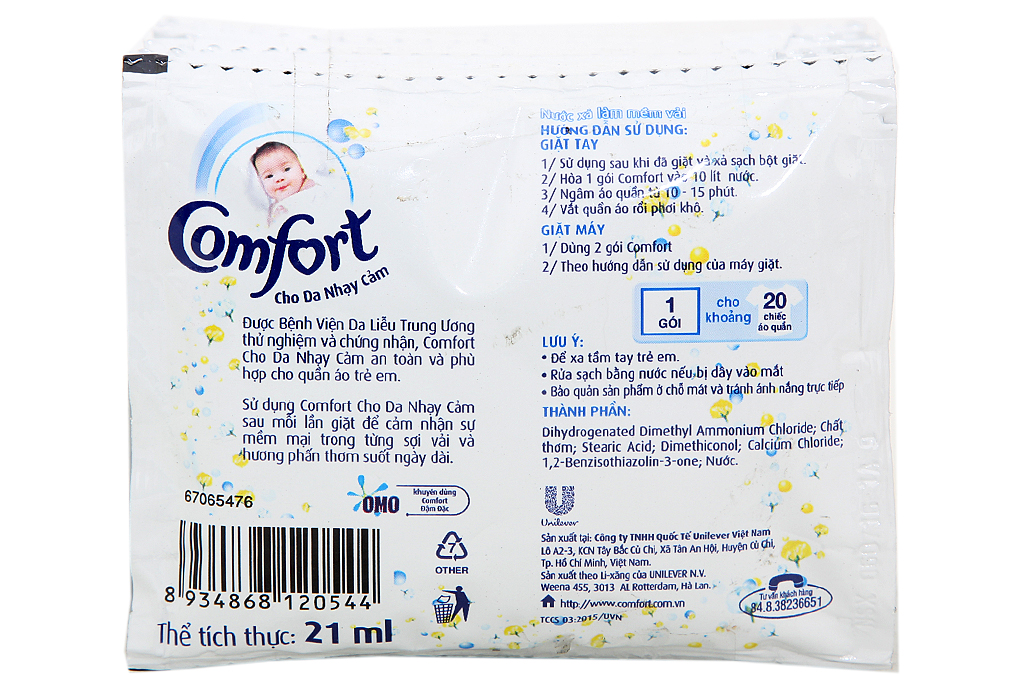 Comfort
Cho Da Nhạy Cảm
Được Bệnh Viện Da Liễu Trung Ương
thử nghiệm và chứng nhận, Comfort
Cho Da Nhạy Cảm an toàn và phù
hợp cho quần áo trẻ em.
Sử dụng Comfort Cho Da Nhạy Cảm
sau mỗi lần giặt để cảm nhận sự
mềm mại trong từng sợi vải và
hương phấn thơm suốt ngày dài.
67065476
OMO
khuyên dùng
Comfort
Đậm Đặc
7
OTHER
8 934868 120544
Thể tích thực: 21 ml
Nước xả làm mềm vải
HƯỚNG DẪN SỬ DỤNG:
GIẶT TAY
1/ Sử dụng sau khi đã giặt và xả sạch bột giặt.
2/ Hòa 1 gói Comfort vào 10 lít nước.
3/ Ngâm áo quần từ 10 - 15 phút.
4/ Vắt quần áo rồi phơi khô.
GIẶT MÁY
1/ Dùng 2 gói Comfort
2/ Theo hướng dẫn sử dụng của máy giặt.
1 GÓI cho khoảng 20 chiếc áo quần
LƯU Ý:
• Để xa tầm tay trẻ em.
• Rửa sạch bằng nước nếu bị dây vào mắt
• Bảo quản sản phẩm ở chỗ mát và tránh ánh nắng trực tiếp
THÀNH PHẦN:
Dihydrogenated Dimethyl Ammonium Chloride; Chất
thơm; Stearic Acid; Dimethiconol; Calcium Chloride;
1,2-Benzisothiazolin-3-one; Nước.
Unilever
Sản xuất tại: Công ty TNHH Quốc Tế Unilever Việt Nam
Lô A2-3, KCN Tây Bắc Củ Chi, Xã Tân An Hội, Huyện Củ Chi,
Tp. Hồ Chí Minh, Việt Nam.
Sản xuất theo Li-xăng của UNILEVER N.V.
Weena 455, 3013 AL Rotterdam, Hà Lan.
http://www.comfort.com.vn
TCCS 03:2015/UVN
Tư vấn khách hàng
84.8.38236651